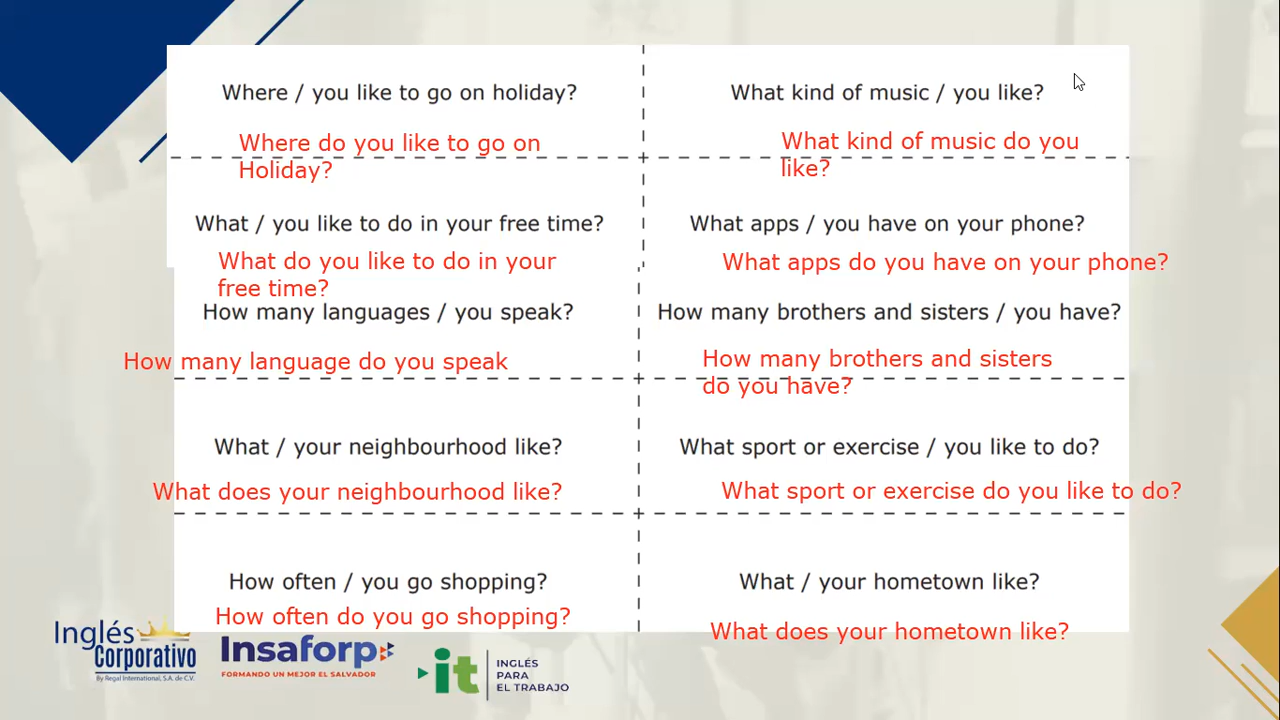 Where / you like to go on holiday?
What kind of music / you like?
Where do you like to go on
Holiday?
What kind of music do you
like?
What / you like to do in your free time?
What apps / you have on your phone?
What do you like to do in your
free time?
What apps do you have on your phone?
How many languages / you speak?
How many brothers and sisters / you have?
How many language do you speak
How many brothers and sisters
do you have?
What / your neighbourhood like?
What sport or exercise / you like to do?
What does your neighbourhood like?
What sport or exercise do you like to do?
How often / you go shopping?
What / your hometown like?
How often do you go shopping?
What does your hometown like?
Inglés
Corporativo
By Regal International, S.A. de C.V.
Insaforp
FORMANDO UN MEJOR EL SALVADOR
it
INGLÉS
PARA
EL TRABAJO